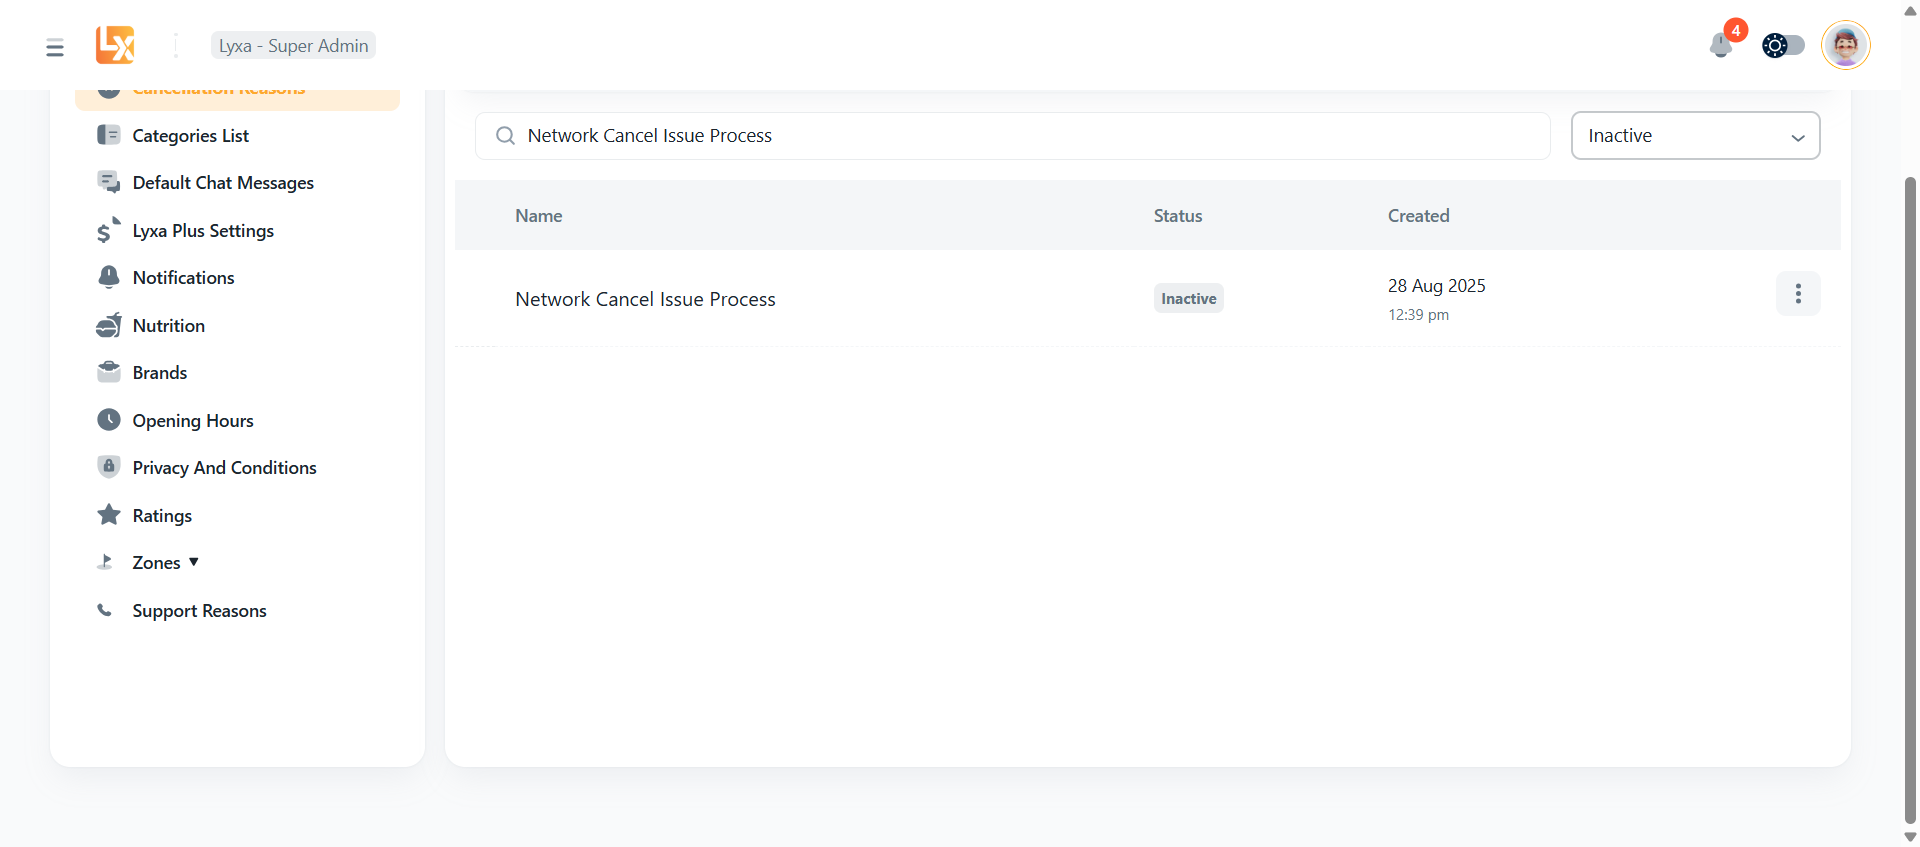 LX
Lyxa - Super Admin
4
Cancellation Reasons
Categories List
Default Chat Messages
Lyxa Plus Settings
Notifications
Nutrition
Brands
Opening Hours
Privacy And Conditions
Ratings
Zones ▼
Support Reasons
Network Cancel Issue Process
Inactive
Name Status Created
Network Cancel Issue Process Inactive 28 Aug 2025
12:39 pm